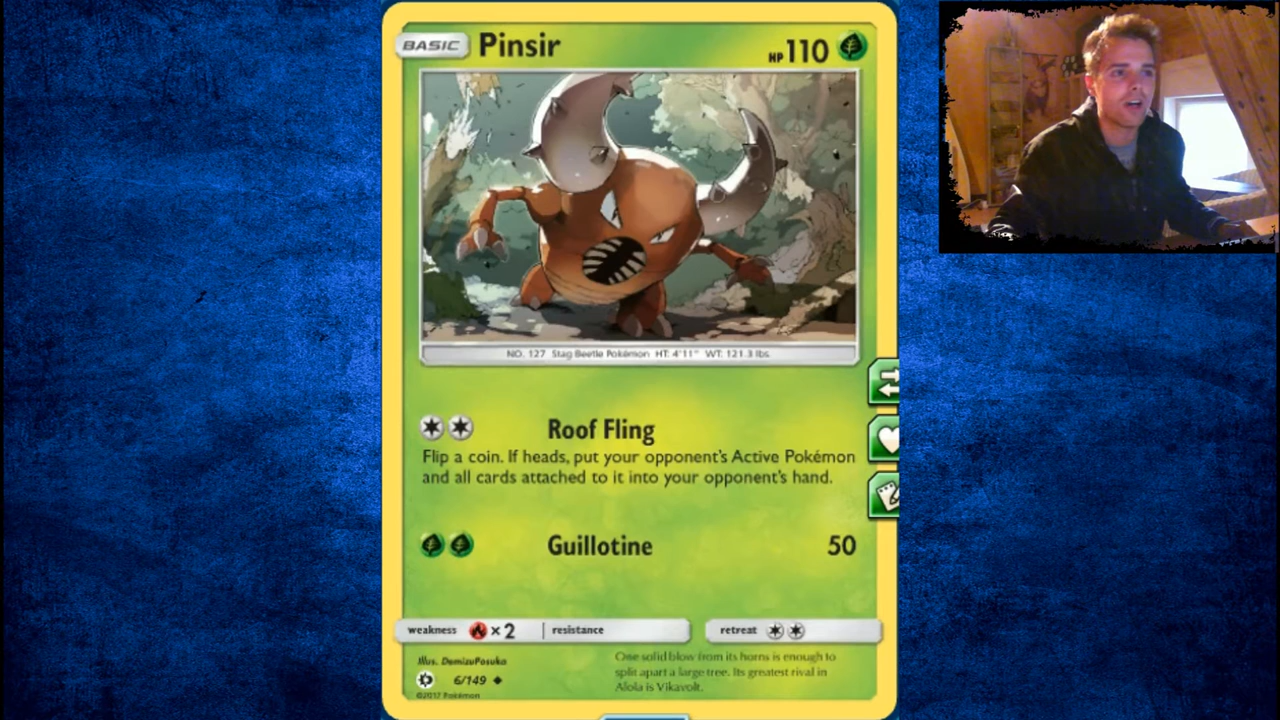 BASIC Pinsir HP 110
NO. 127 Stag Beetle Pokémon HT: 4'11" WT: 121.3 lbs.
Roof Fling
Flip a coin. If heads, put your opponent's Active Pokémon
and all cards attached to it into your opponent's hand.
Guillotine 50
weakness ×2 resistance retreat
Illus. DemizuPosuka
6/149
©2017 Pokémon
One solid blow from its horns is enough to
split apart a large tree. Its greatest rival in
Alola is Vikavolt.